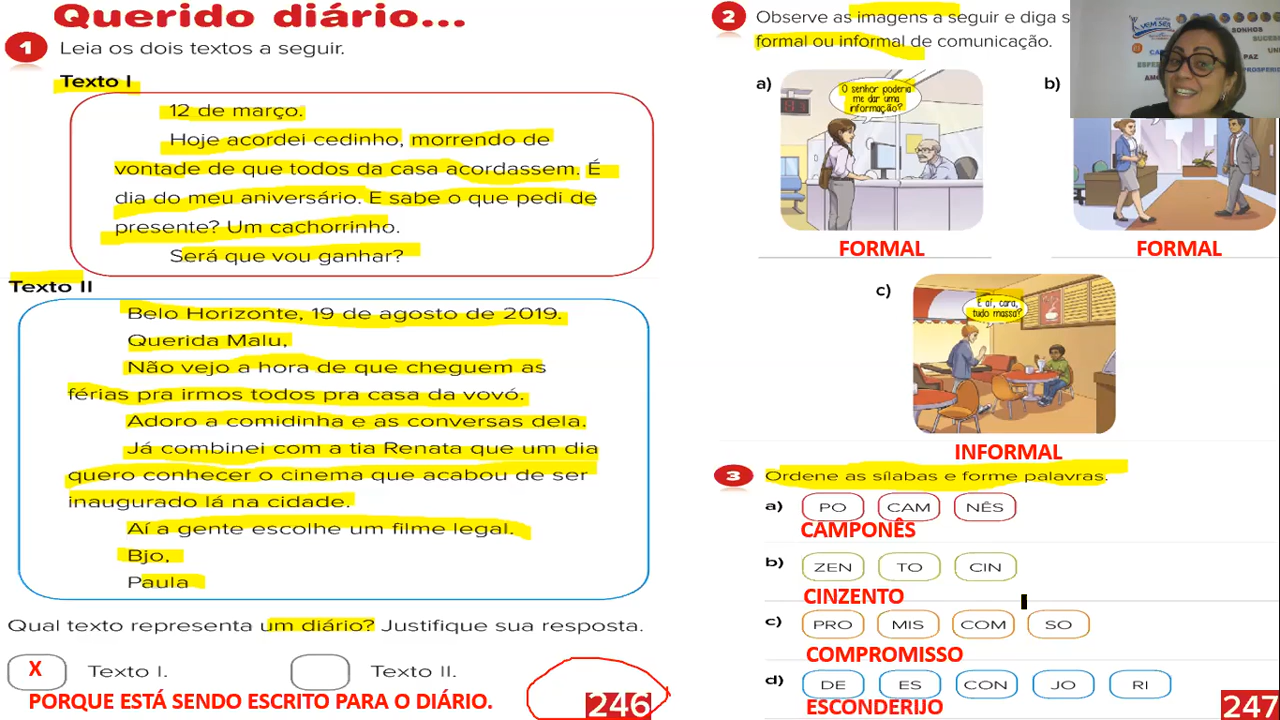 Querido diário...
1 Leia os dois textos a seguir.
Texto I
12 de março.
Hoje acordei cedinho, morrendo de
vontade de que todos da casa acordassem. É
dia do meu aniversário. E sabe o que pedi de
presente? Um cachorrinho.
Será que vou ganhar?
Texto II
Belo Horizonte, 19 de agosto de 2019.
Querida Malu,
Não vejo a hora de que cheguem as
férias pra irmos todos pra casa da vovó.
Adoro a comidinha e as conversas dela.
Já combinei com a tia Renata que um dia
quero conhecer o cinema que acabou de ser
inaugurado lá na cidade.
Aí a gente escolhe um filme legal.
Bjo,
Paula
Qual texto representa um diário? Justifique sua resposta.
X Texto I. Texto II.
PORQUE ESTÁ SENDO ESCRITO PARA O DIÁRIO.
246
2 Observe as imagens a seguir e diga s
formal ou informal de comunicação.
a)
O senhor poderia
me dar uma
informação?
FORMAL
b)
FORMAL
c)
E aí, cara,
tudo massa?
INFORMAL
3 Ordene as sílabas e forme palavras.
a) PO CAM NÊS
CAMPONÊS
b) ZEN TO CIN
CINZENTO
c) PRO MIS COM SO
COMPROMISSO
d) DE ES CON JO RI
ESCONDERIJO
247
VEM SER
SONHOS
PAZ